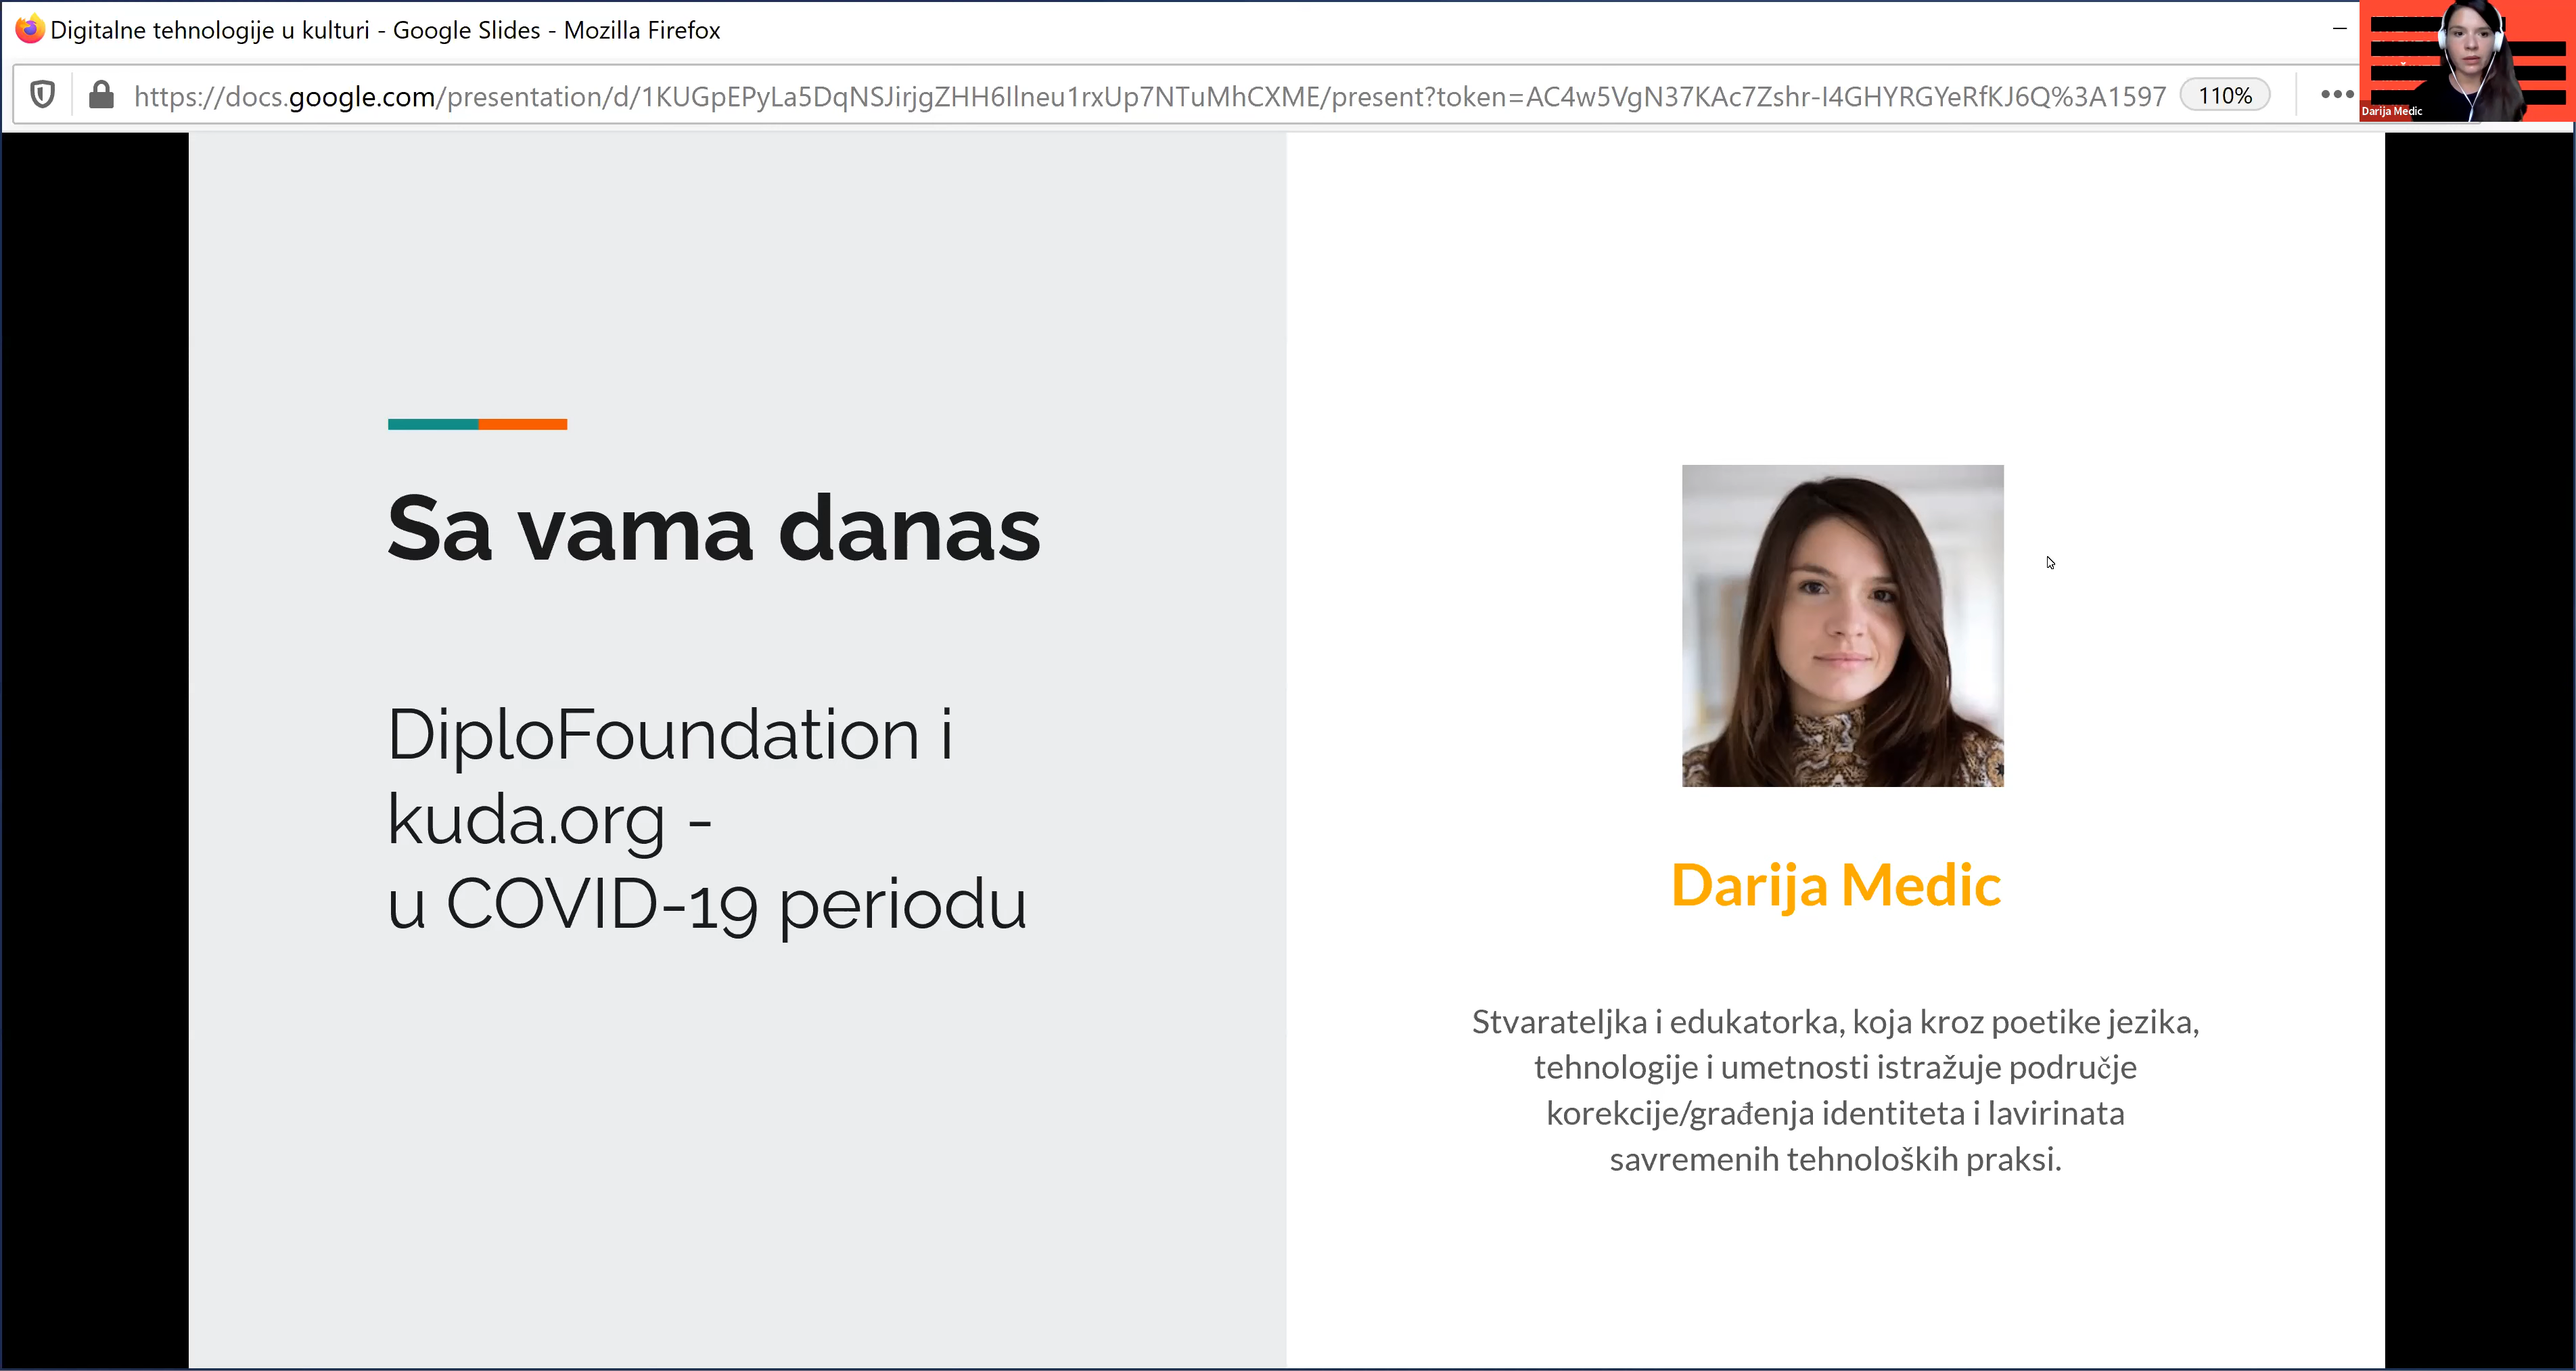 Digitalne tehnologije u kulturi - Google Slides - Mozilla Firefox
https://docs.google.com/presentation/d/1KUGpEPyLa5DqNSJirjgZHH6Ilneu1rxUp7NTuMhCXME/present?token=AC4w5VgN37KAc7Zshr-I4GHYRGYeRfKJ6Q%3A1597
110%
Darija Medic
Sa vama danas
DiploFoundation i
kuda.org -
u COVID-19 periodu
Darija Medic
Stvarateljka i edukatorka, koja kroz poetike jezika,
tehnologije i umetnosti istražuje područje
korekcije/građenja identiteta i lavirinata
savremenih tehnoloških praksi.